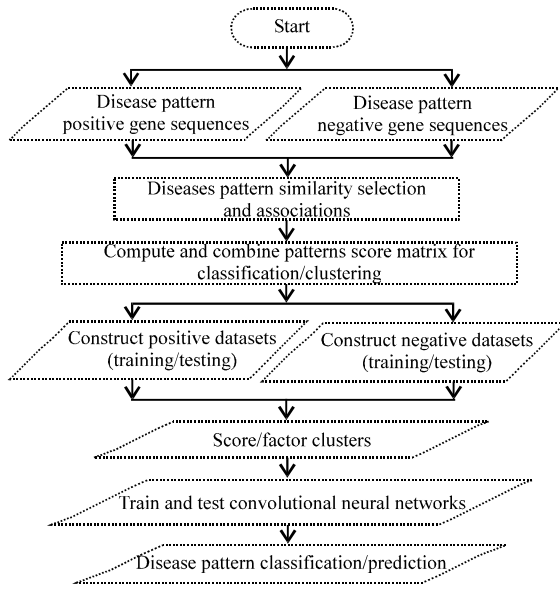 Start
Disease pattern
positive gene sequences
Disease pattern
negative gene sequences
Diseases pattern similarity selection
and associations
Compute and combine patterns score matrix for
classification/clustering
Construct positive datasets
(training/testing)
Construct negative datasets
(training/testing)
Score/factor clusters
Train and test convolutional neural networks
Disease pattern classification/prediction